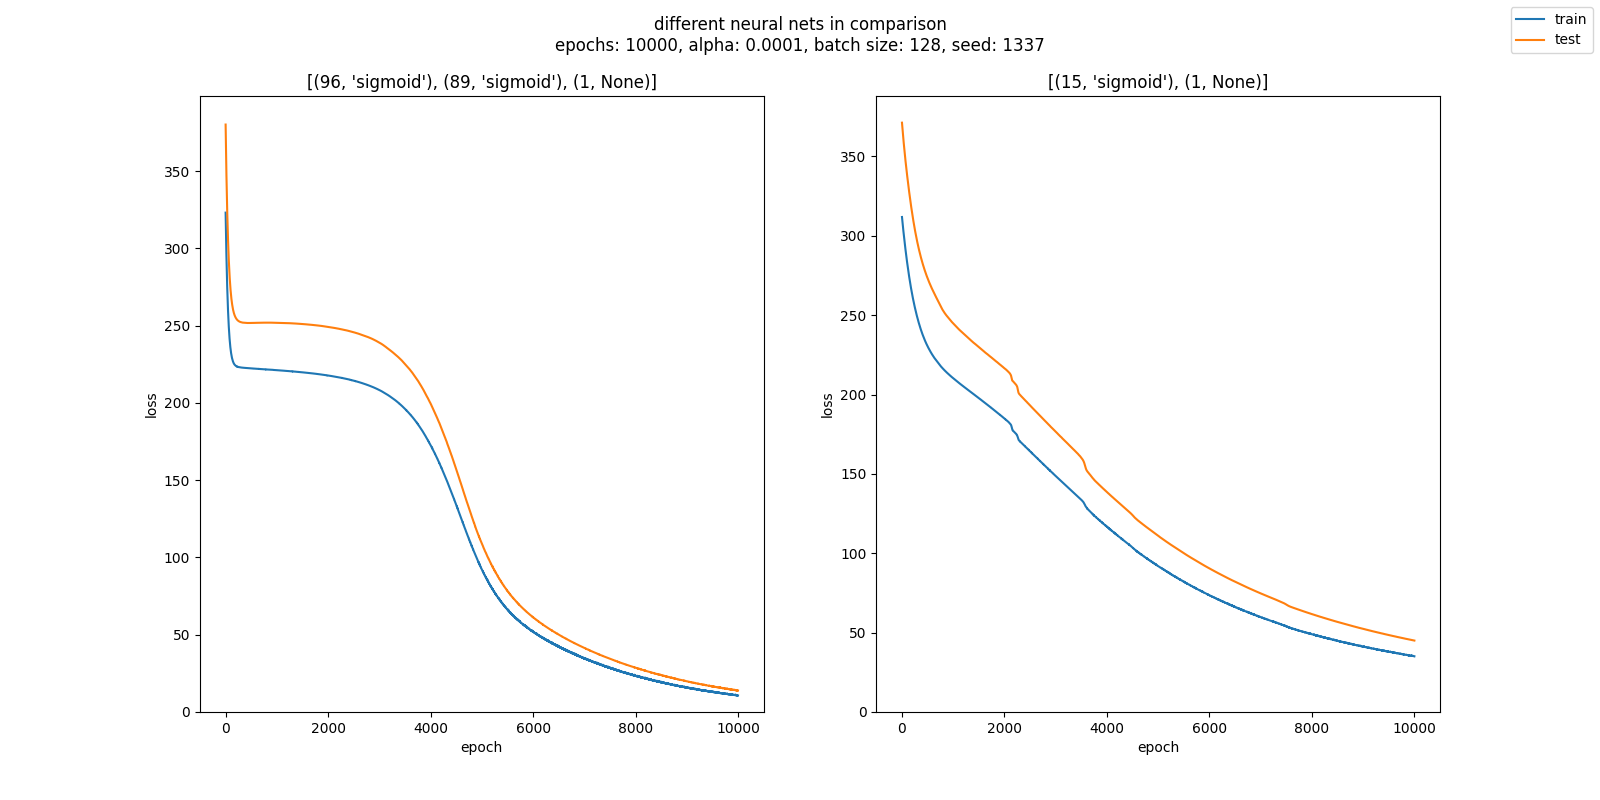 different neural nets in comparison
epochs: 10000, alpha: 0.0001, batch size: 128, seed: 1337
train
test
[(96, 'sigmoid'), (89, 'sigmoid'), (1, None)]
350
300
250
200
150
100
50
0
loss
0 2000 4000 6000 8000 10000
epoch
[(15, 'sigmoid'), (1, None)]
350
300
250
200
150
100
50
0
loss
0 2000 4000 6000 8000 10000
epoch